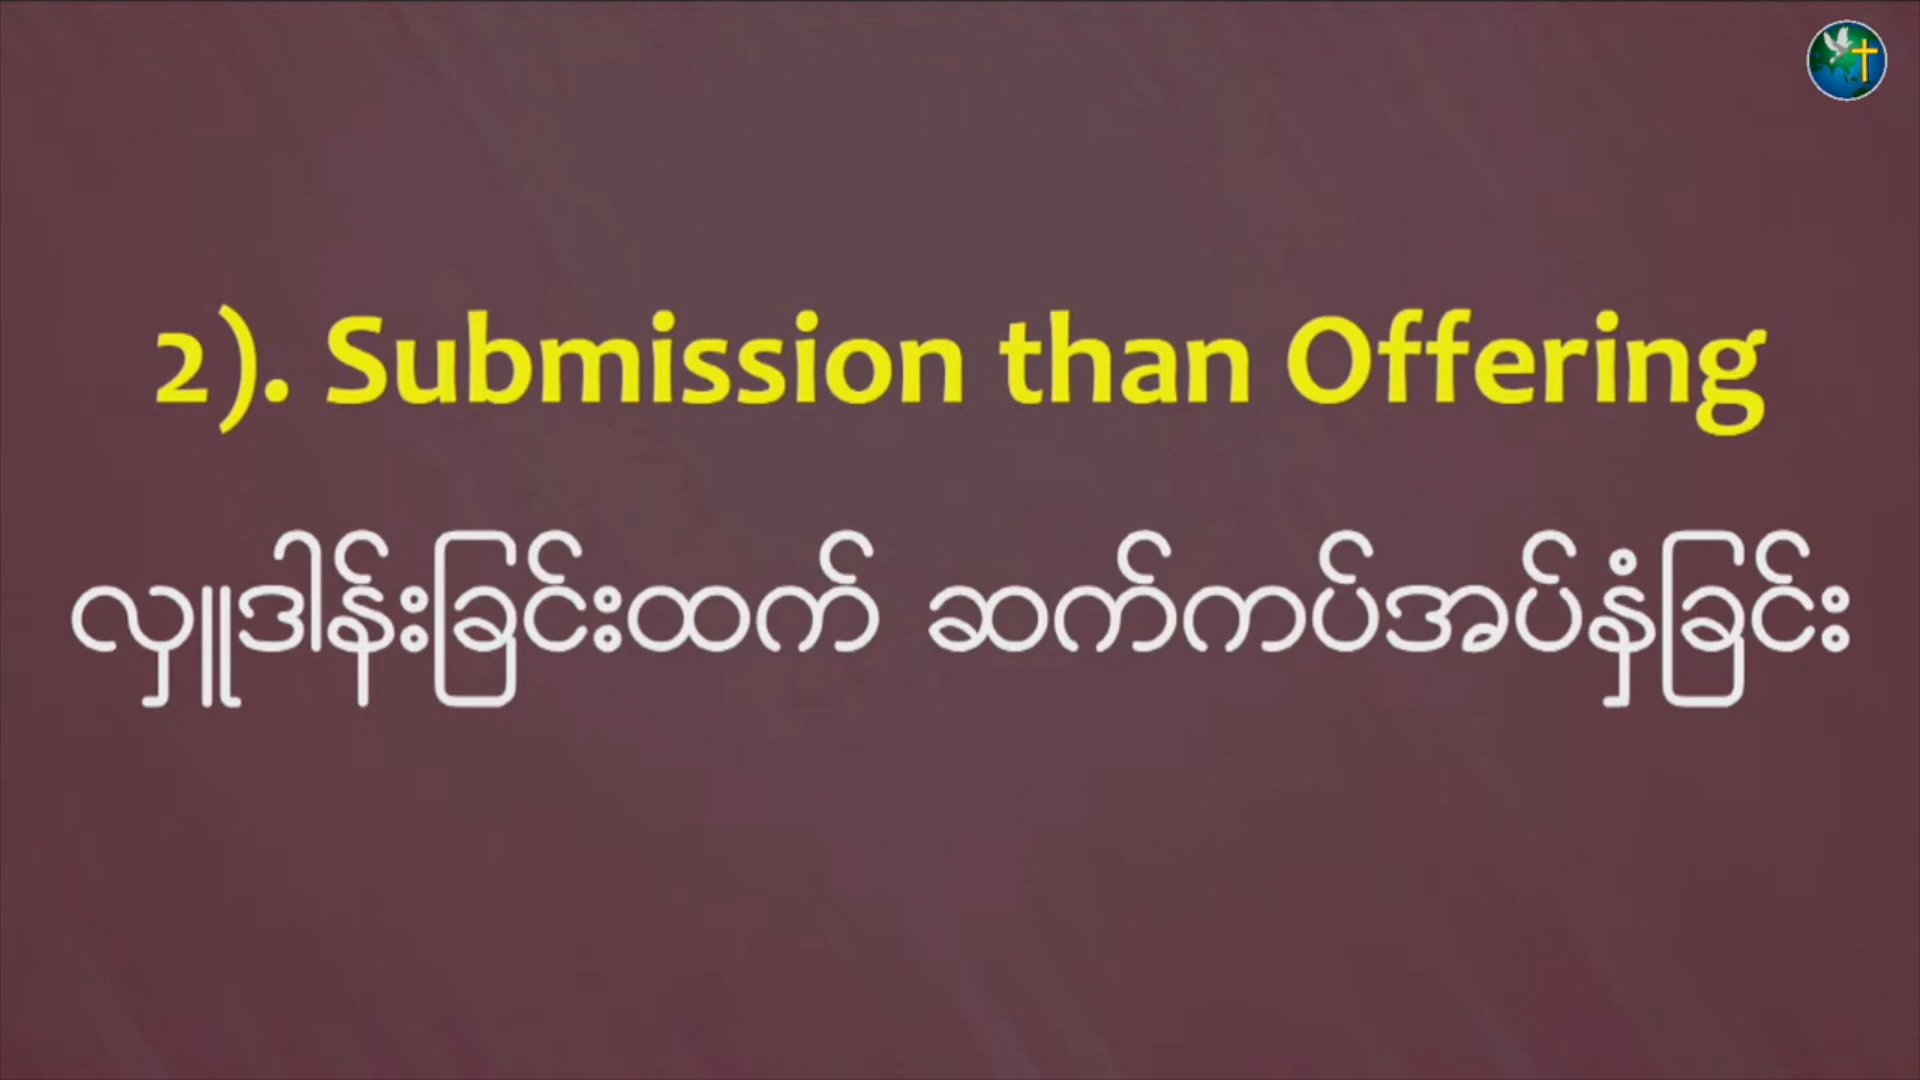 2). Submission than Offering
လှူဒါန်းခြင်းထက် ဆက်ကပ်အပ်နှံခြင်း